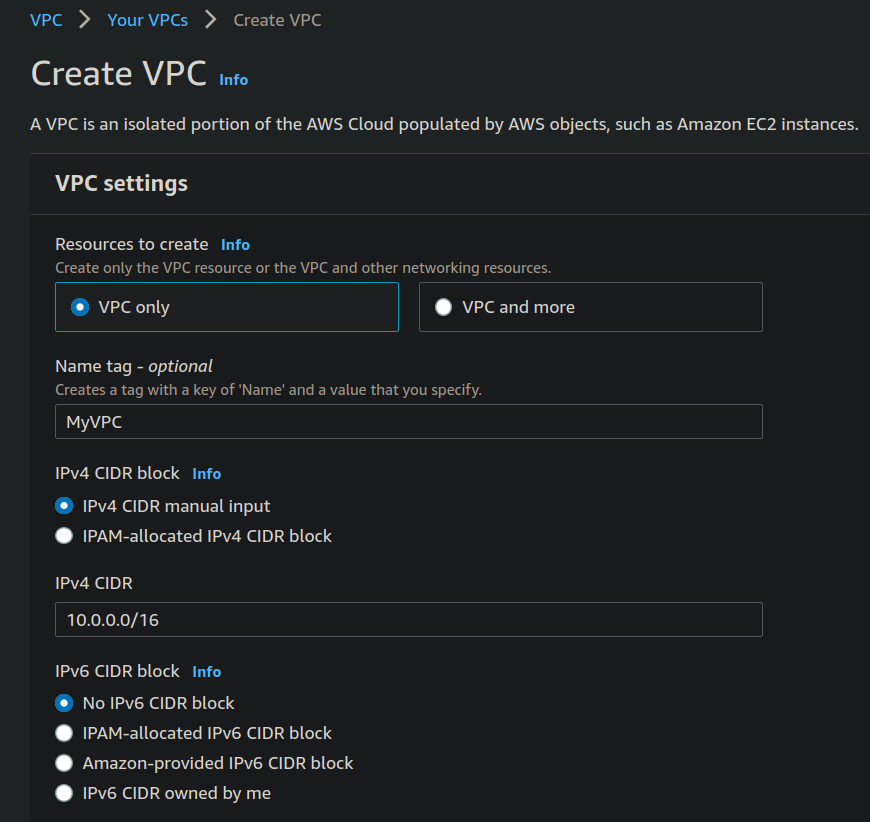 VPC > Your VPCs > Create VPC
Create VPC Info
A VPC is an isolated portion of the AWS Cloud populated by AWS objects, such as Amazon EC2 instances.
VPC settings
Resources to create Info
Create only the VPC resource or the VPC and other networking resources.
VPC only VPC and more
Name tag - optional
Creates a tag with a key of 'Name' and a value that you specify.
MyVPC
IPv4 CIDR block Info
IPv4 CIDR manual input
IPAM-allocated IPv4 CIDR block
IPv4 CIDR
10.0.0.0/16
IPv6 CIDR block Info
No IPv6 CIDR block
IPAM-allocated IPv6 CIDR block
Amazon-provided IPv6 CIDR block
IPv6 CIDR owned by me